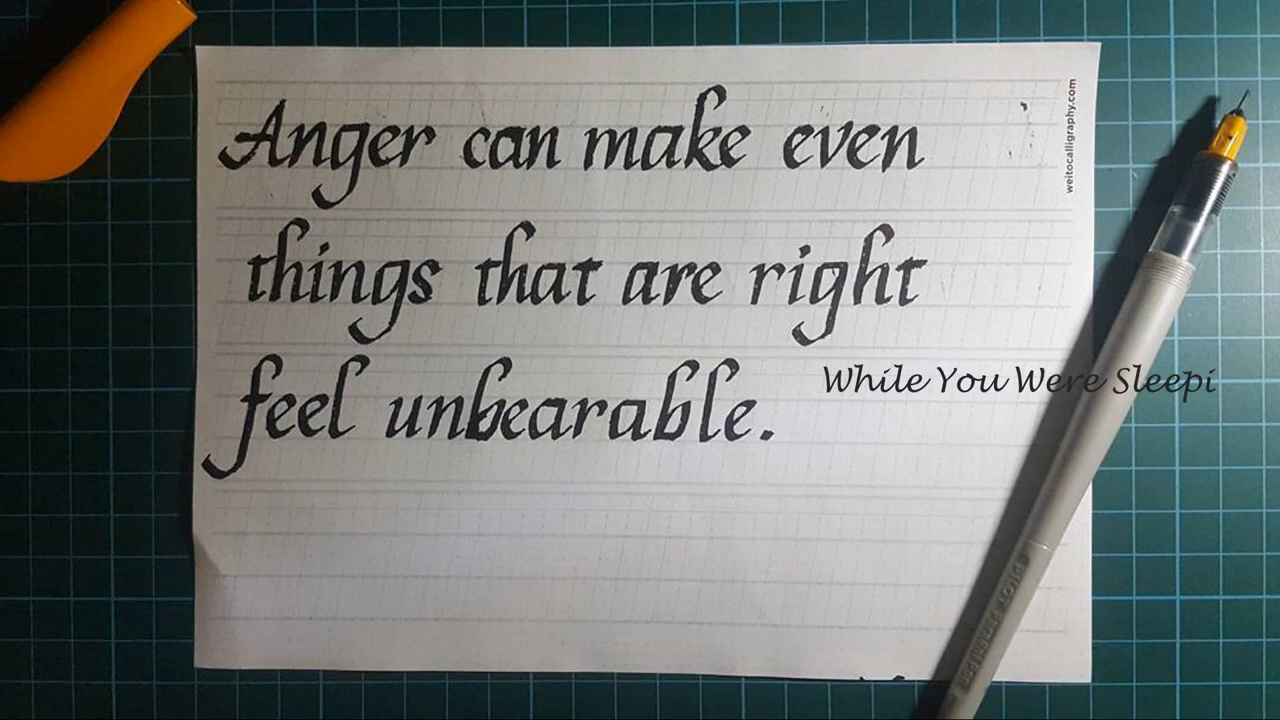 Anger can make even
things that are right
feel unbearable.
While You Were Sleepi
weitocalligraphy.com